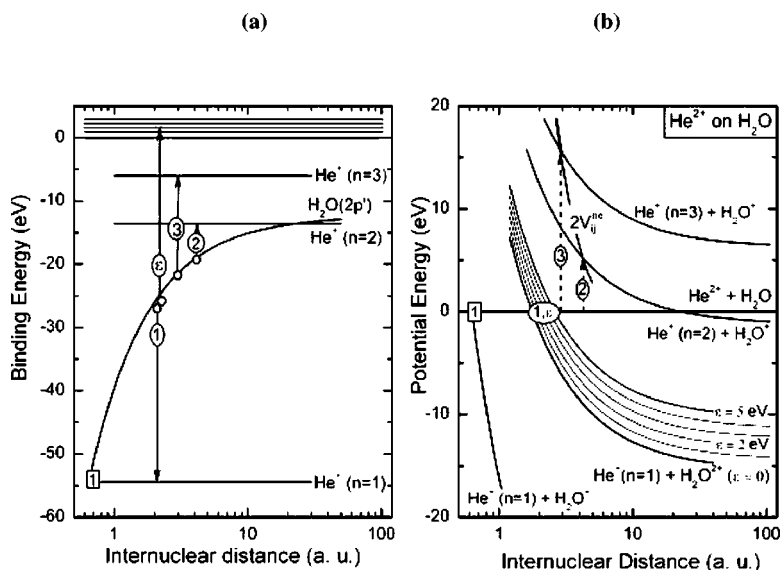 (a)
(b)
Binding Energy (eV)
0
-10
-20
-30
-40
-50
-60
He⁺ (n=3)
H₂O(2p')
He⁺ (n=2)
3
2
ε
1
1
He⁺ (n=1)
1
10
100
Internuclear distance (a. u.)
Potential Energy (eV)
20
10
0
-10
-20
He²⁺ on H₂O
He⁺ (n=3) + H₂O⁺
2Vᵢⱼⁿᵉ
3
2
He²⁺ + H₂O
1
1,ε
He⁺ (n=2) + H₂O⁺
ε = 5 eV
ε = 2 eV
He⁺ (n=1) + H₂O²⁺ (ε = 0)
He⁺ (n=1) + H₂O⁺
1
10
100
Internuclear Distance (a. u.)